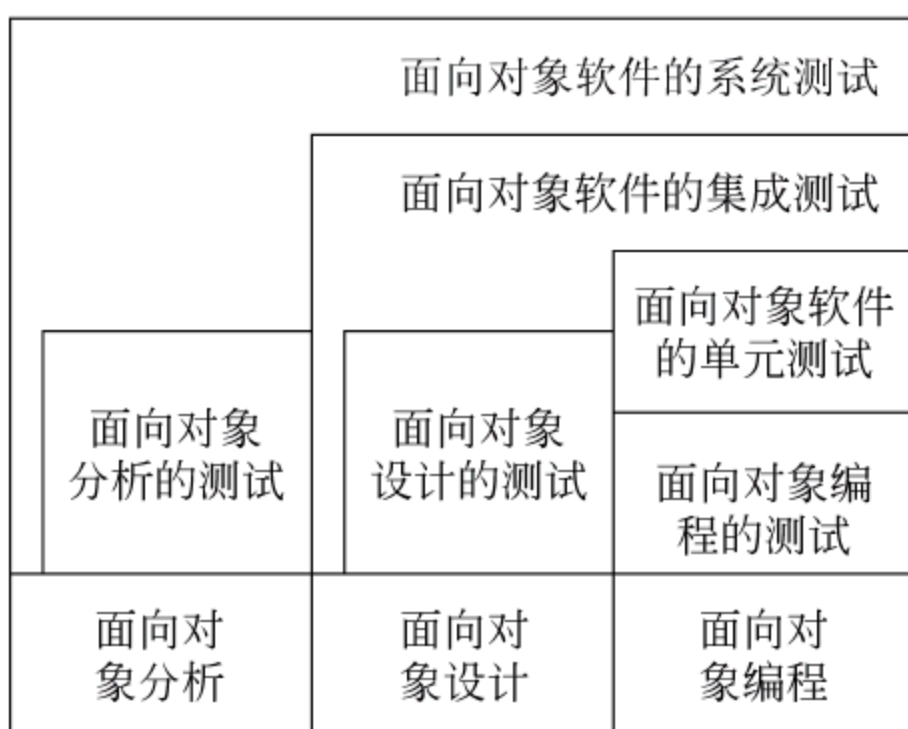 面向对象软件的系统测试
面向对象软件的集成测试
面向对象软件
的单元测试
面向对象
分析的测试
面向对象
设计的测试
面向对象编
程的测试
面向对
象分析
面向对
象设计
面向对
象编程